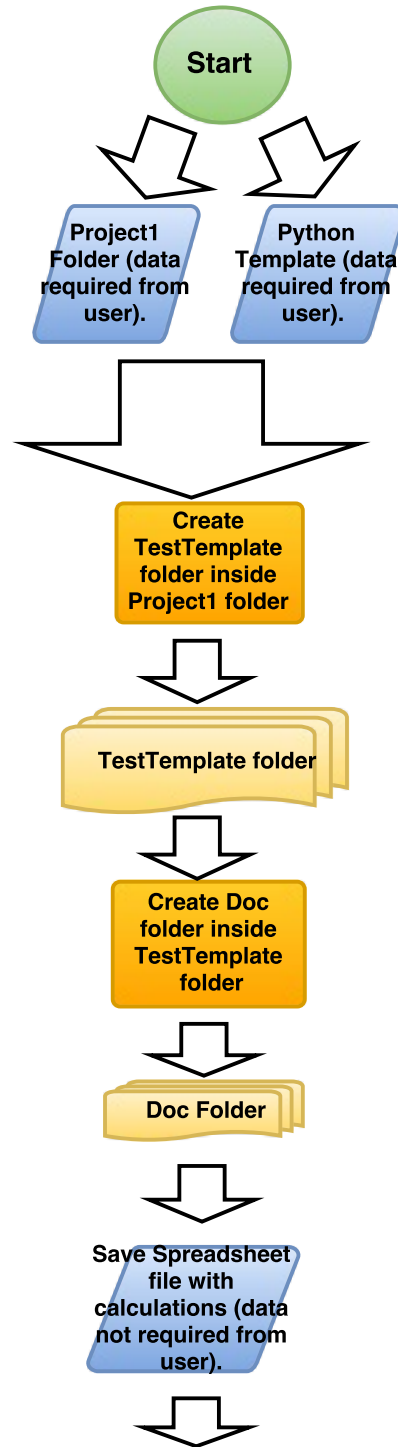 Start
Project1
Folder (data
required from
user).
Python
Template (data
required from
user).
Create
TestTemplate
folder inside
Project1 folder
TestTemplate folder
Create Doc
folder inside
TestTemplate
folder
Doc Folder
Save Spreadsheet
file with
calculations (data
not required from
user).